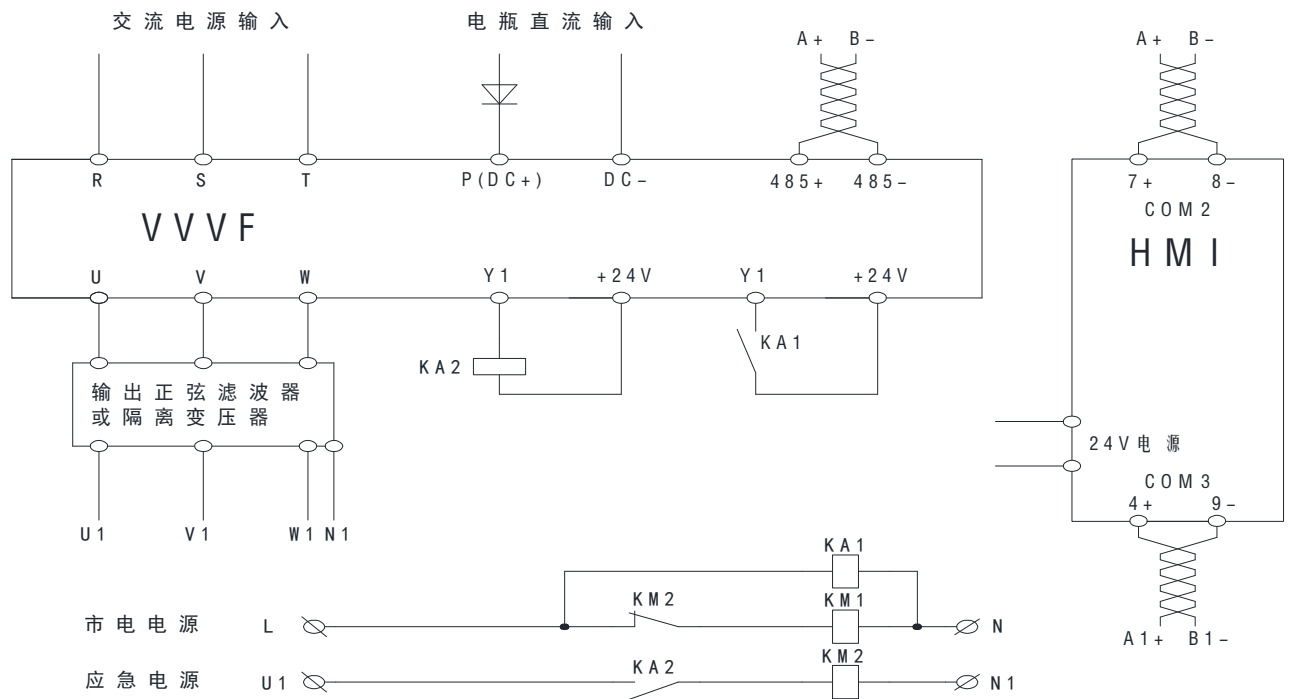 交流电源输入 电瓶直流输入
A+ B- A+ B-
R S T P(DC+) DC- 485+ 485- 7+ 8-
COM2
VVVF HMI
U V W Y1 +24V Y1 +24V
KA1
KA2
输出正弦滤波器
或隔离变压器
24V电源
COM3
4+ 9-
U1 V1 W1 N1
KA1
KM2 KM1
市电电源 L N
A1+ B1-
KA2 KM2
应急电源 U1 N1